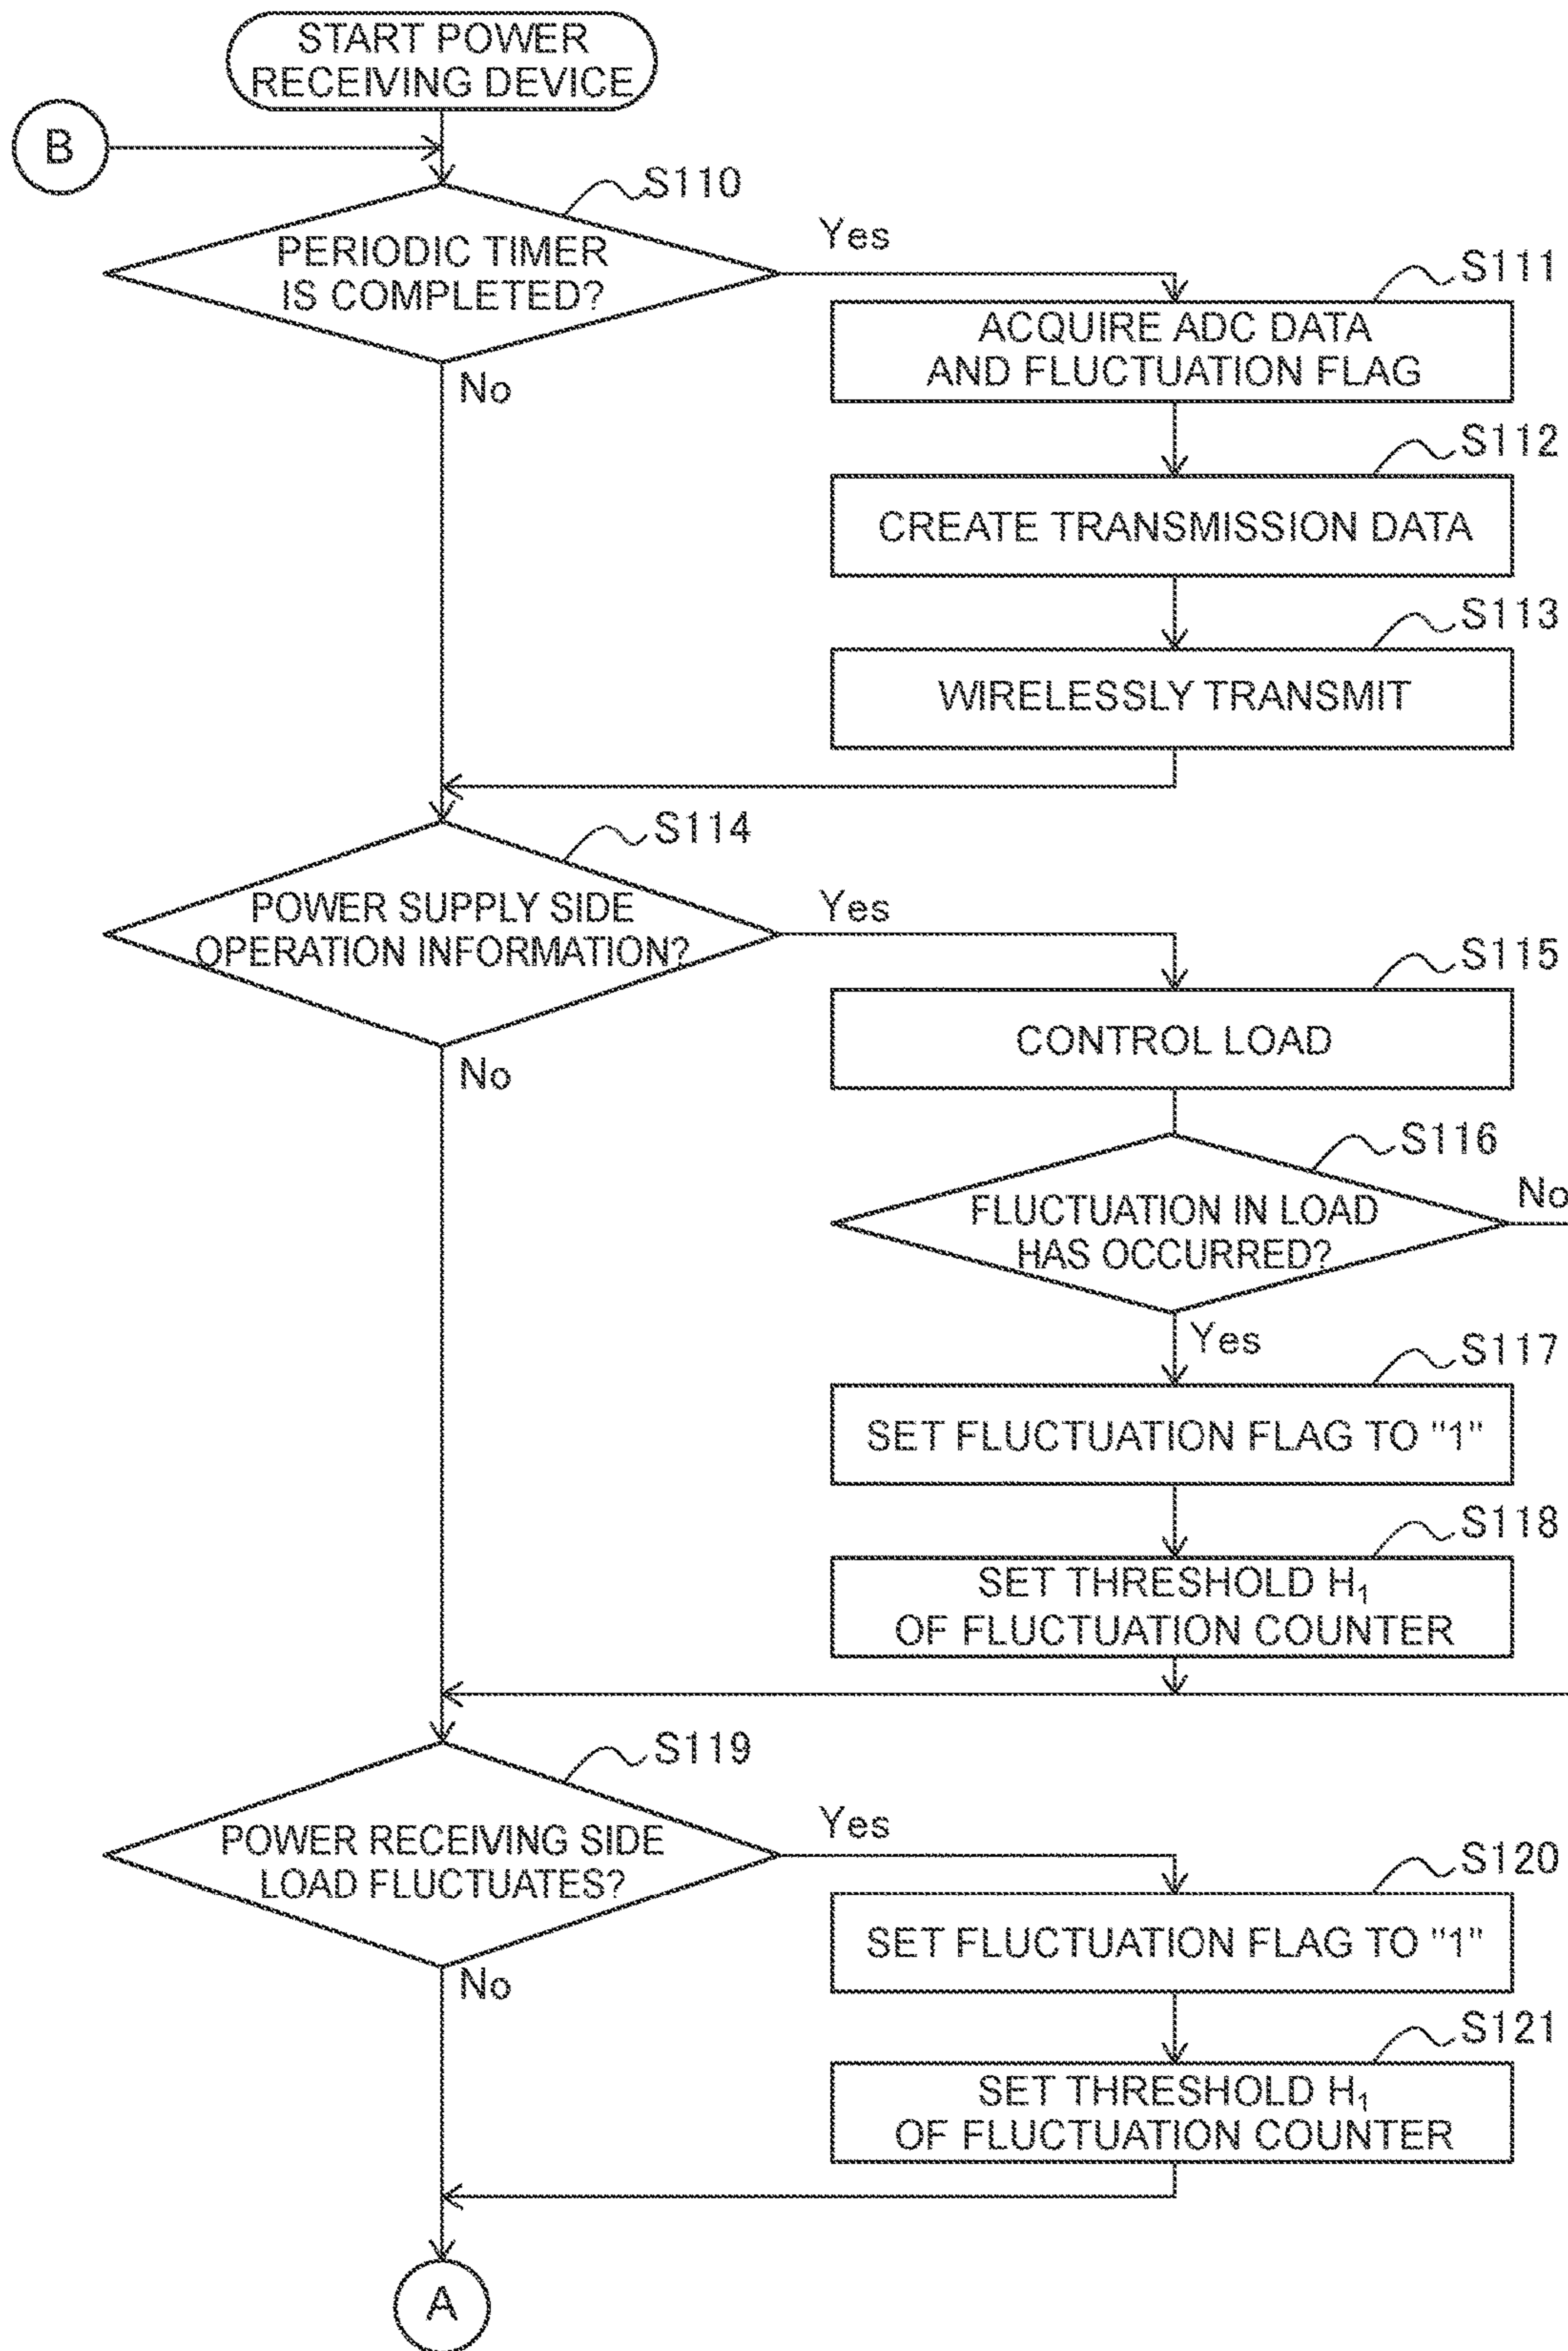 START POWER
RECEIVING DEVICE
B
S110
PERIODIC TIMER
IS COMPLETED?
Yes
No
S111
ACQUIRE ADC DATA
AND FLUCTUATION FLAG
S112
CREATE TRANSMISSION DATA
S113
WIRELESSLY TRANSMIT
S114
POWER SUPPLY SIDE
OPERATION INFORMATION?
Yes
No
S115
CONTROL LOAD
S116
FLUCTUATION IN LOAD
HAS OCCURRED?
No
Yes
S117
SET FLUCTUATION FLAG TO "1"
S118
SET THRESHOLD H₁
OF FLUCTUATION COUNTER
S119
POWER RECEIVING SIDE
LOAD FLUCTUATES?
Yes
No
S120
SET FLUCTUATION FLAG TO "1"
S121
SET THRESHOLD H₁
OF FLUCTUATION COUNTER
A